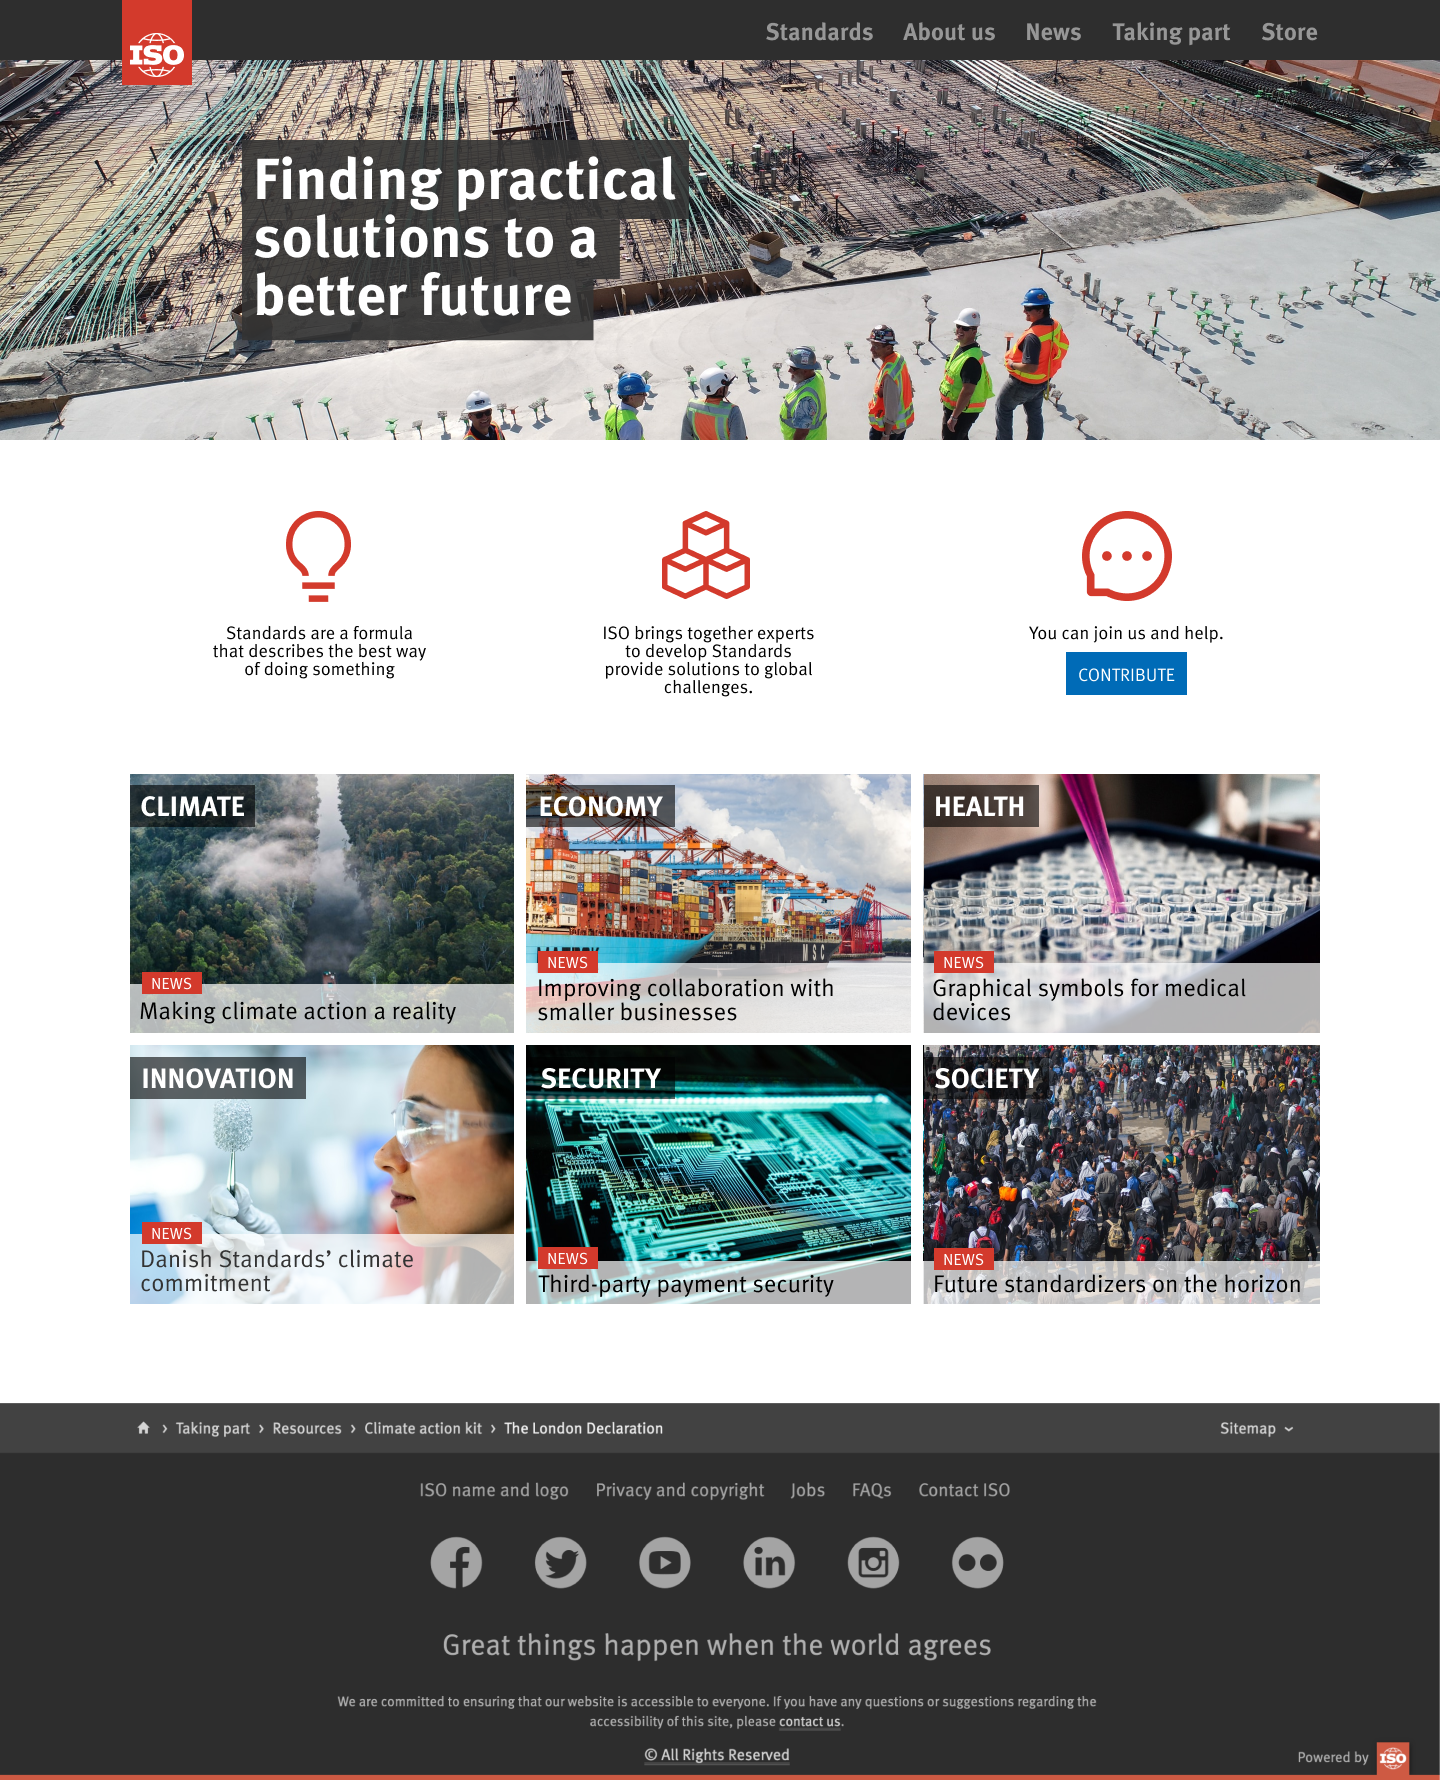 ISO
Standards About us News Taking part Store
Finding practical
solutions to a
better future
Standards are a formula
that describes the best way
of doing something
ISO brings together experts
to develop Standards
provide solutions to global
challenges.
You can join us and help.
CONTRIBUTE
CLIMATE
NEWS
Making climate action a reality
ECONOMY
MSC
NEWS
Improving collaboration with
smaller businesses
HEALTH
NEWS
Graphical symbols for medical
devices
INNOVATION
NEWS
Danish Standards’ climate
commitment
SECURITY
NEWS
Third-party payment security
SOCIETY
NEWS
Future standardizers on the horizon
› Taking part › Resources › Climate action kit › The London Declaration
Sitemap
ISO name and logo Privacy and copyright Jobs FAQs Contact ISO
Great things happen when the world agrees
We are committed to ensuring that our website is accessible to everyone. If you have any questions or suggestions regarding the
accessibility of this site, please contact us.
© All Rights Reserved
Powered by ISO